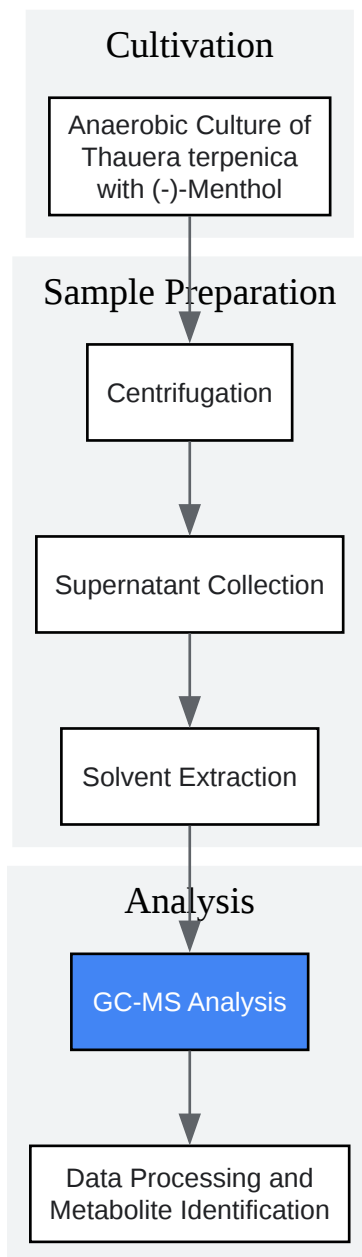 Cultivation
Anaerobic Culture of
Thauera terpenica
with (-)-Menthol
Sample Preparation
Centrifugation
Supernatant Collection
Solvent Extraction
Analysis
GC-MS Analysis
Data Processing and
Metabolite Identification